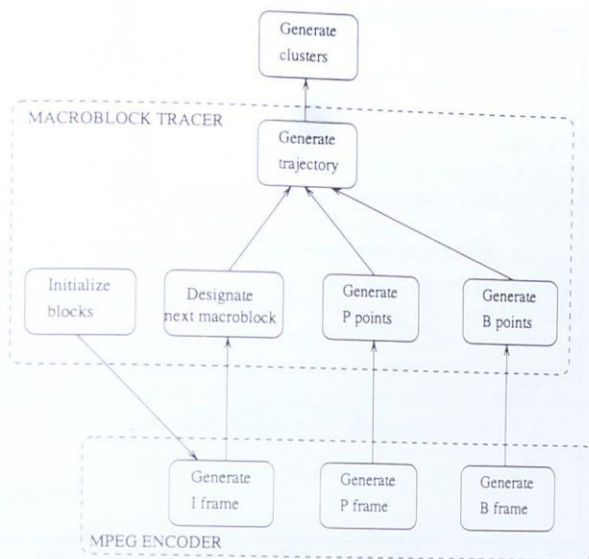 Generate
clusters
MACROBLOCK TRACER
Generate
trajectory
Initialize
blocks
Designate
next macroblock
Generate
P points
Generate
B points
Generate
I frame
Generate
P frame
Generate
B frame
MPEG ENCODER